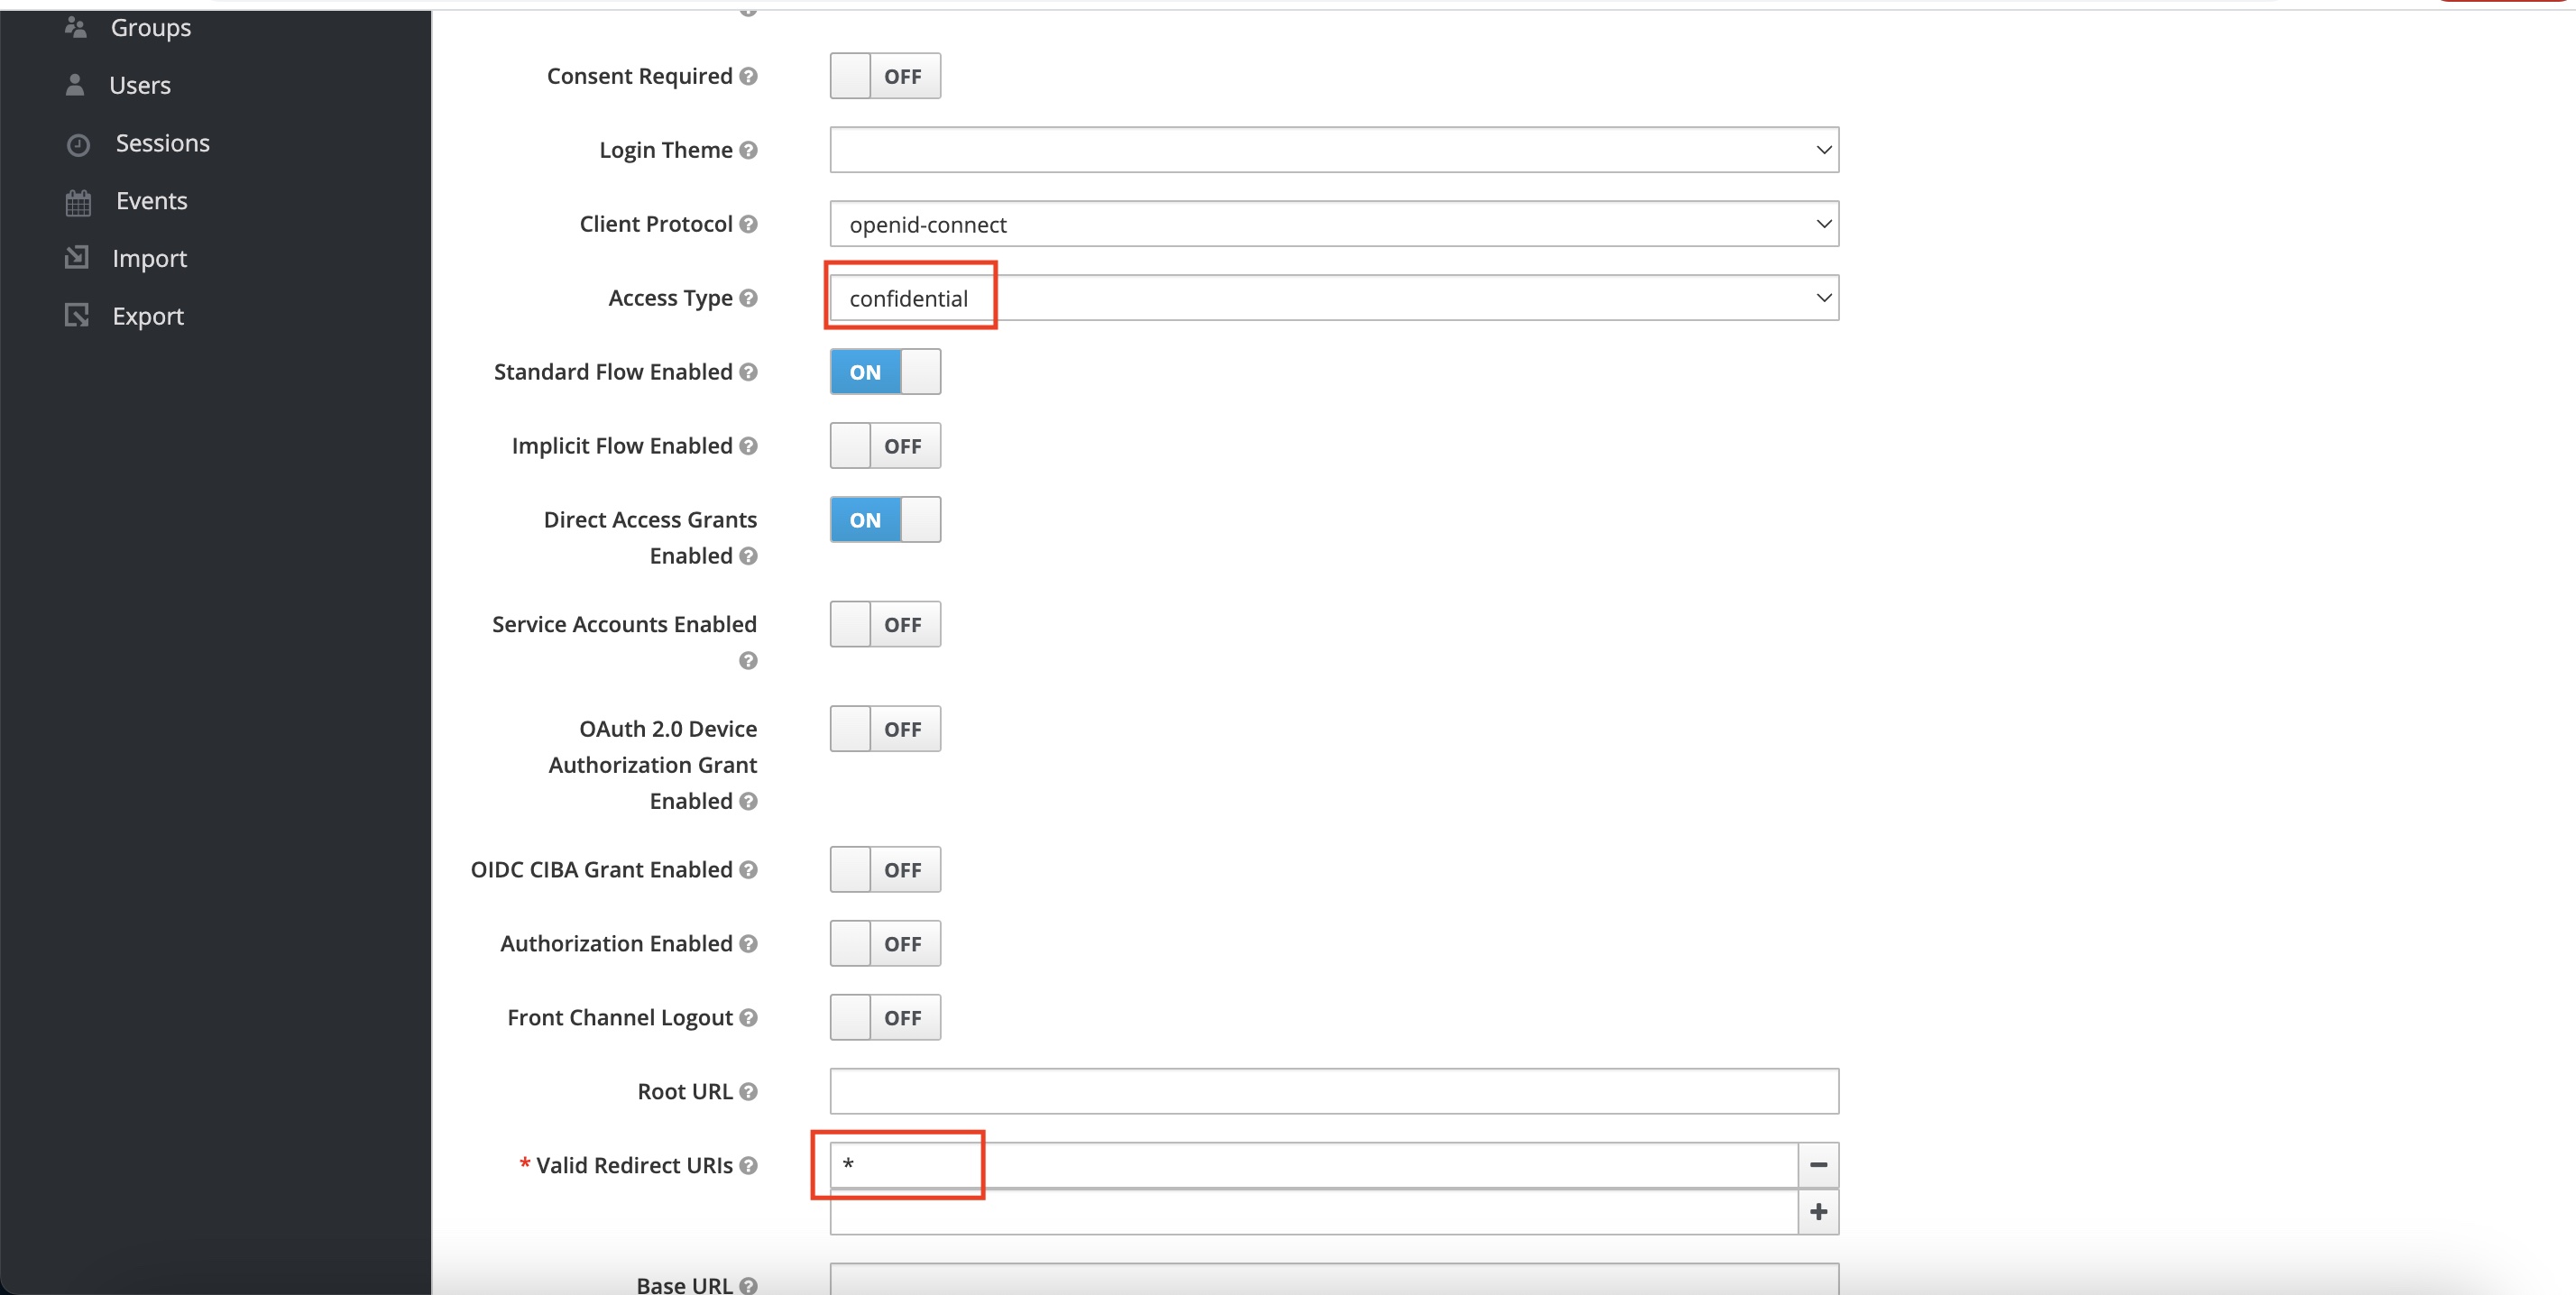 Groups
Users
Sessions
Events
Import
Export
Consent Required
OFF
Login Theme
Client Protocol
openid-connect
Access Type
confidential
Standard Flow Enabled
ON
Implicit Flow Enabled
OFF
Direct Access Grants
Enabled
ON
Service Accounts Enabled
OFF
OAuth 2.0 Device
Authorization Grant
Enabled
OFF
OIDC CIBA Grant Enabled
OFF
Authorization Enabled
OFF
Front Channel Logout
OFF
Root URL
* Valid Redirect URIs
*
Base URL